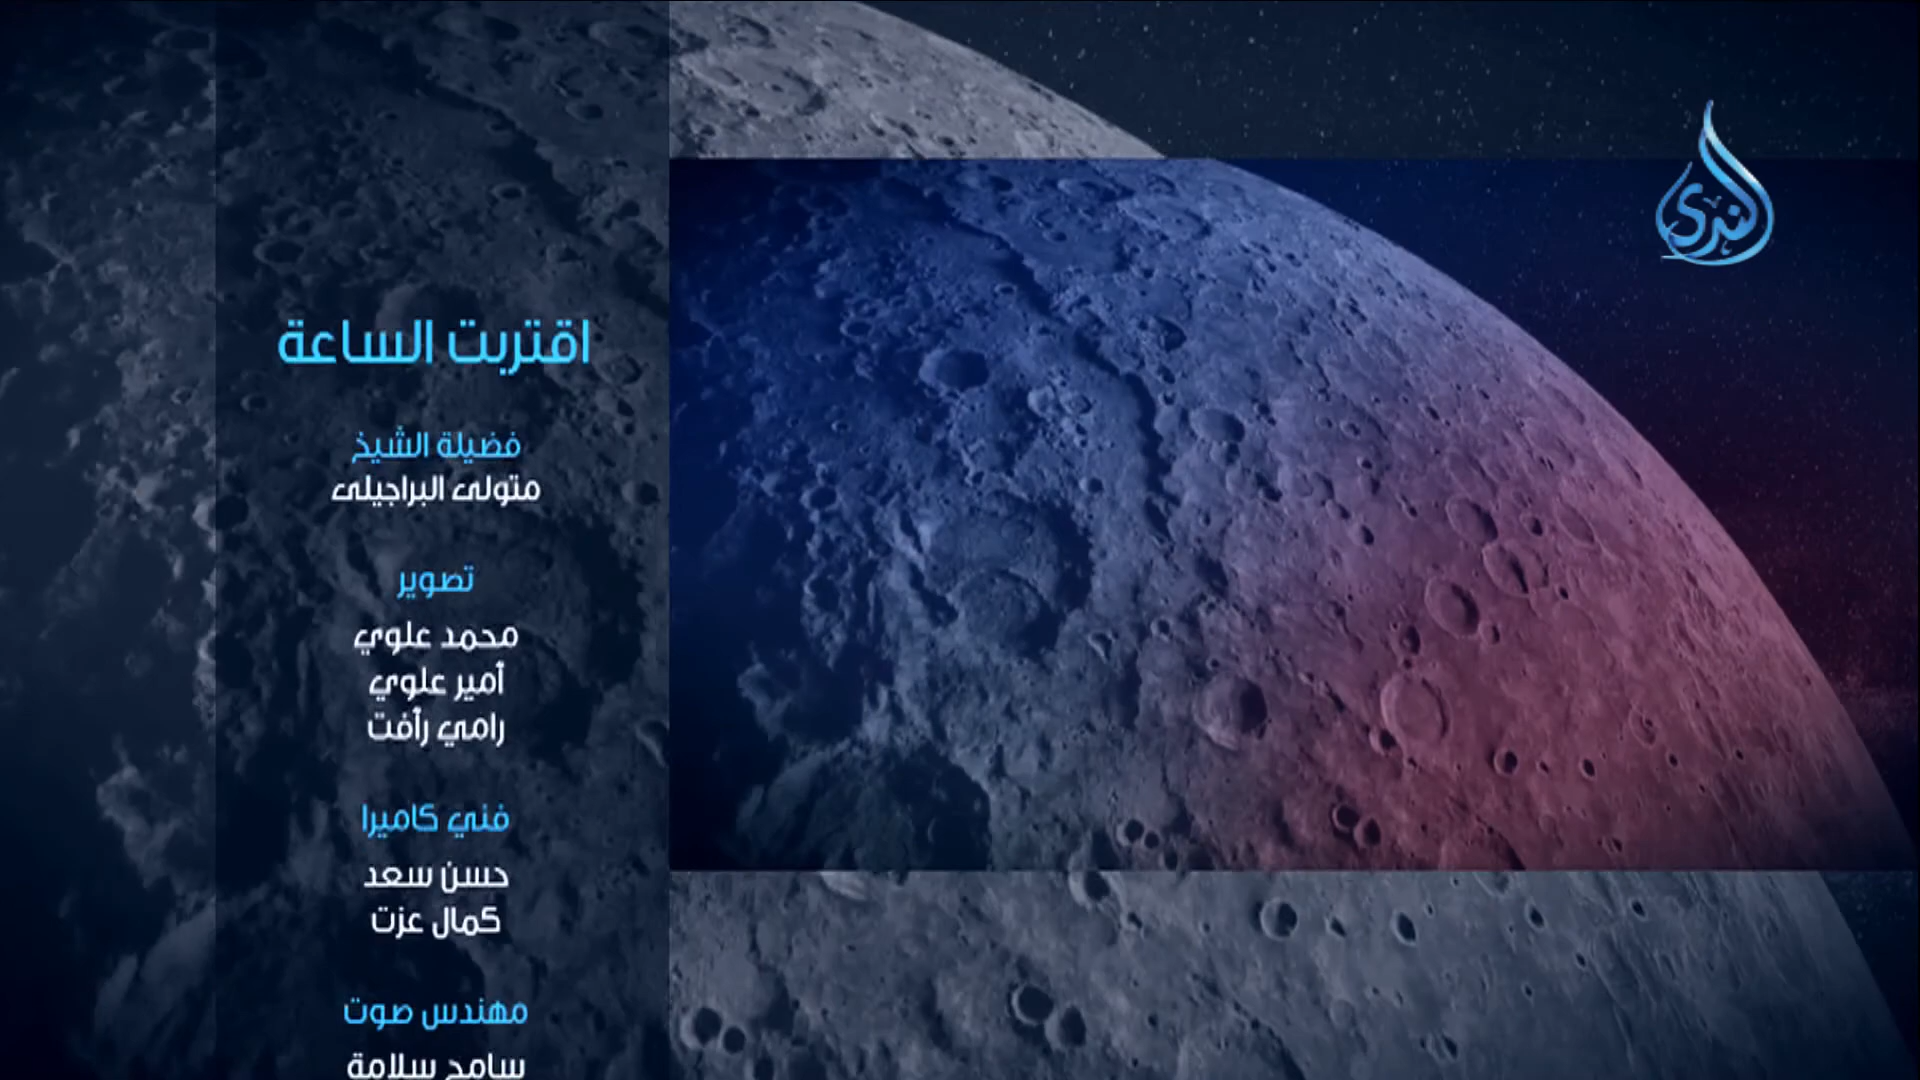 الندى
اقتربت الساعة
فضيلة الشيخ
متولى البراجيلى
تصوير
محمد علوي
أمير علوي
رامي رأفت
فني كاميرا
حسن سعد
كمال عزت
مهندس صوت
سامح سلامة